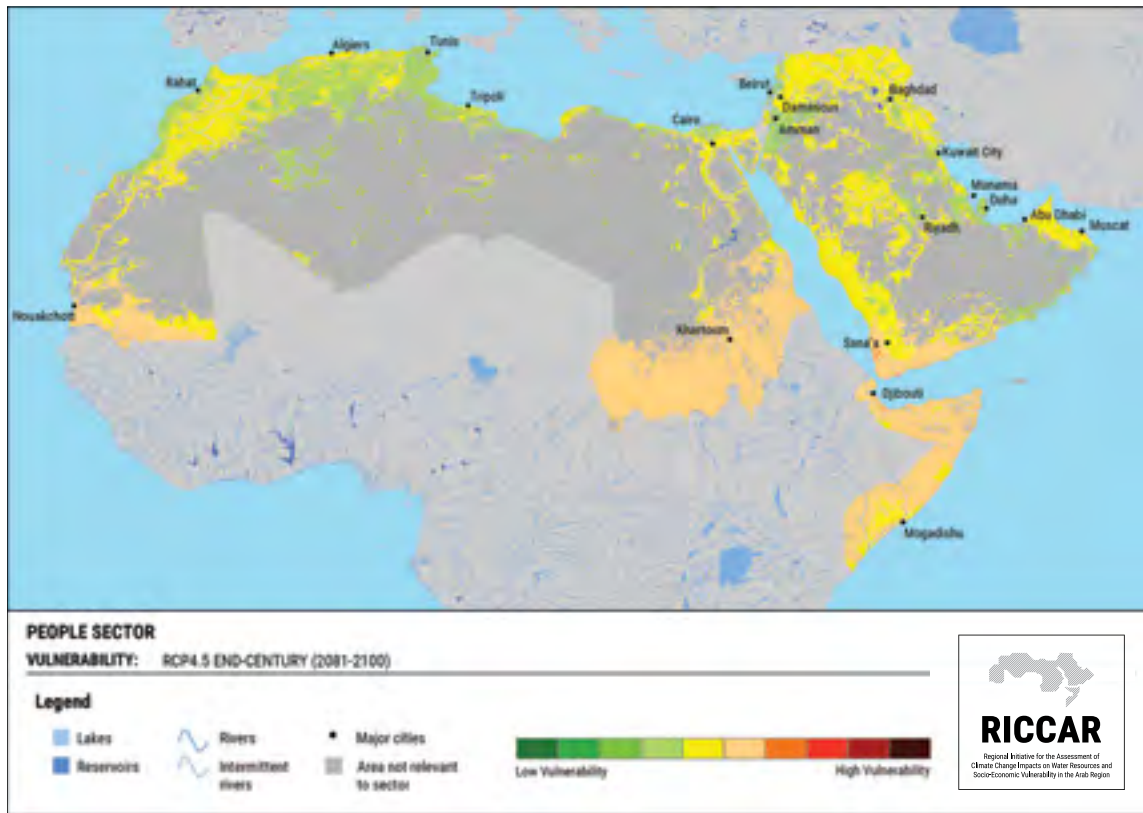 Algiers
Tunis
Rabat
Tripoli
Beirut
Baghdad
Damascus
Cairo
Amman
Kuwait City
Manama
Doha
Abu Dhabi
Riyadh
Muscat
Nouakchott
Khartoum
Sana'a
Djibouti
Mogadishu
PEOPLE SECTOR
VULNERABILITY: RCP4.5 END-CENTURY (2081-2100)
Legend
Lakes
Rivers
Major cities
Reservoirs
Intermittent
rivers
Area not relevant
to sector
Low Vulnerability
High Vulnerability
RICCAR
Regional Initiative for the Assessment of
Climate Change Impacts on Water Resources and
Socio-Economic Vulnerability in the Arab Region